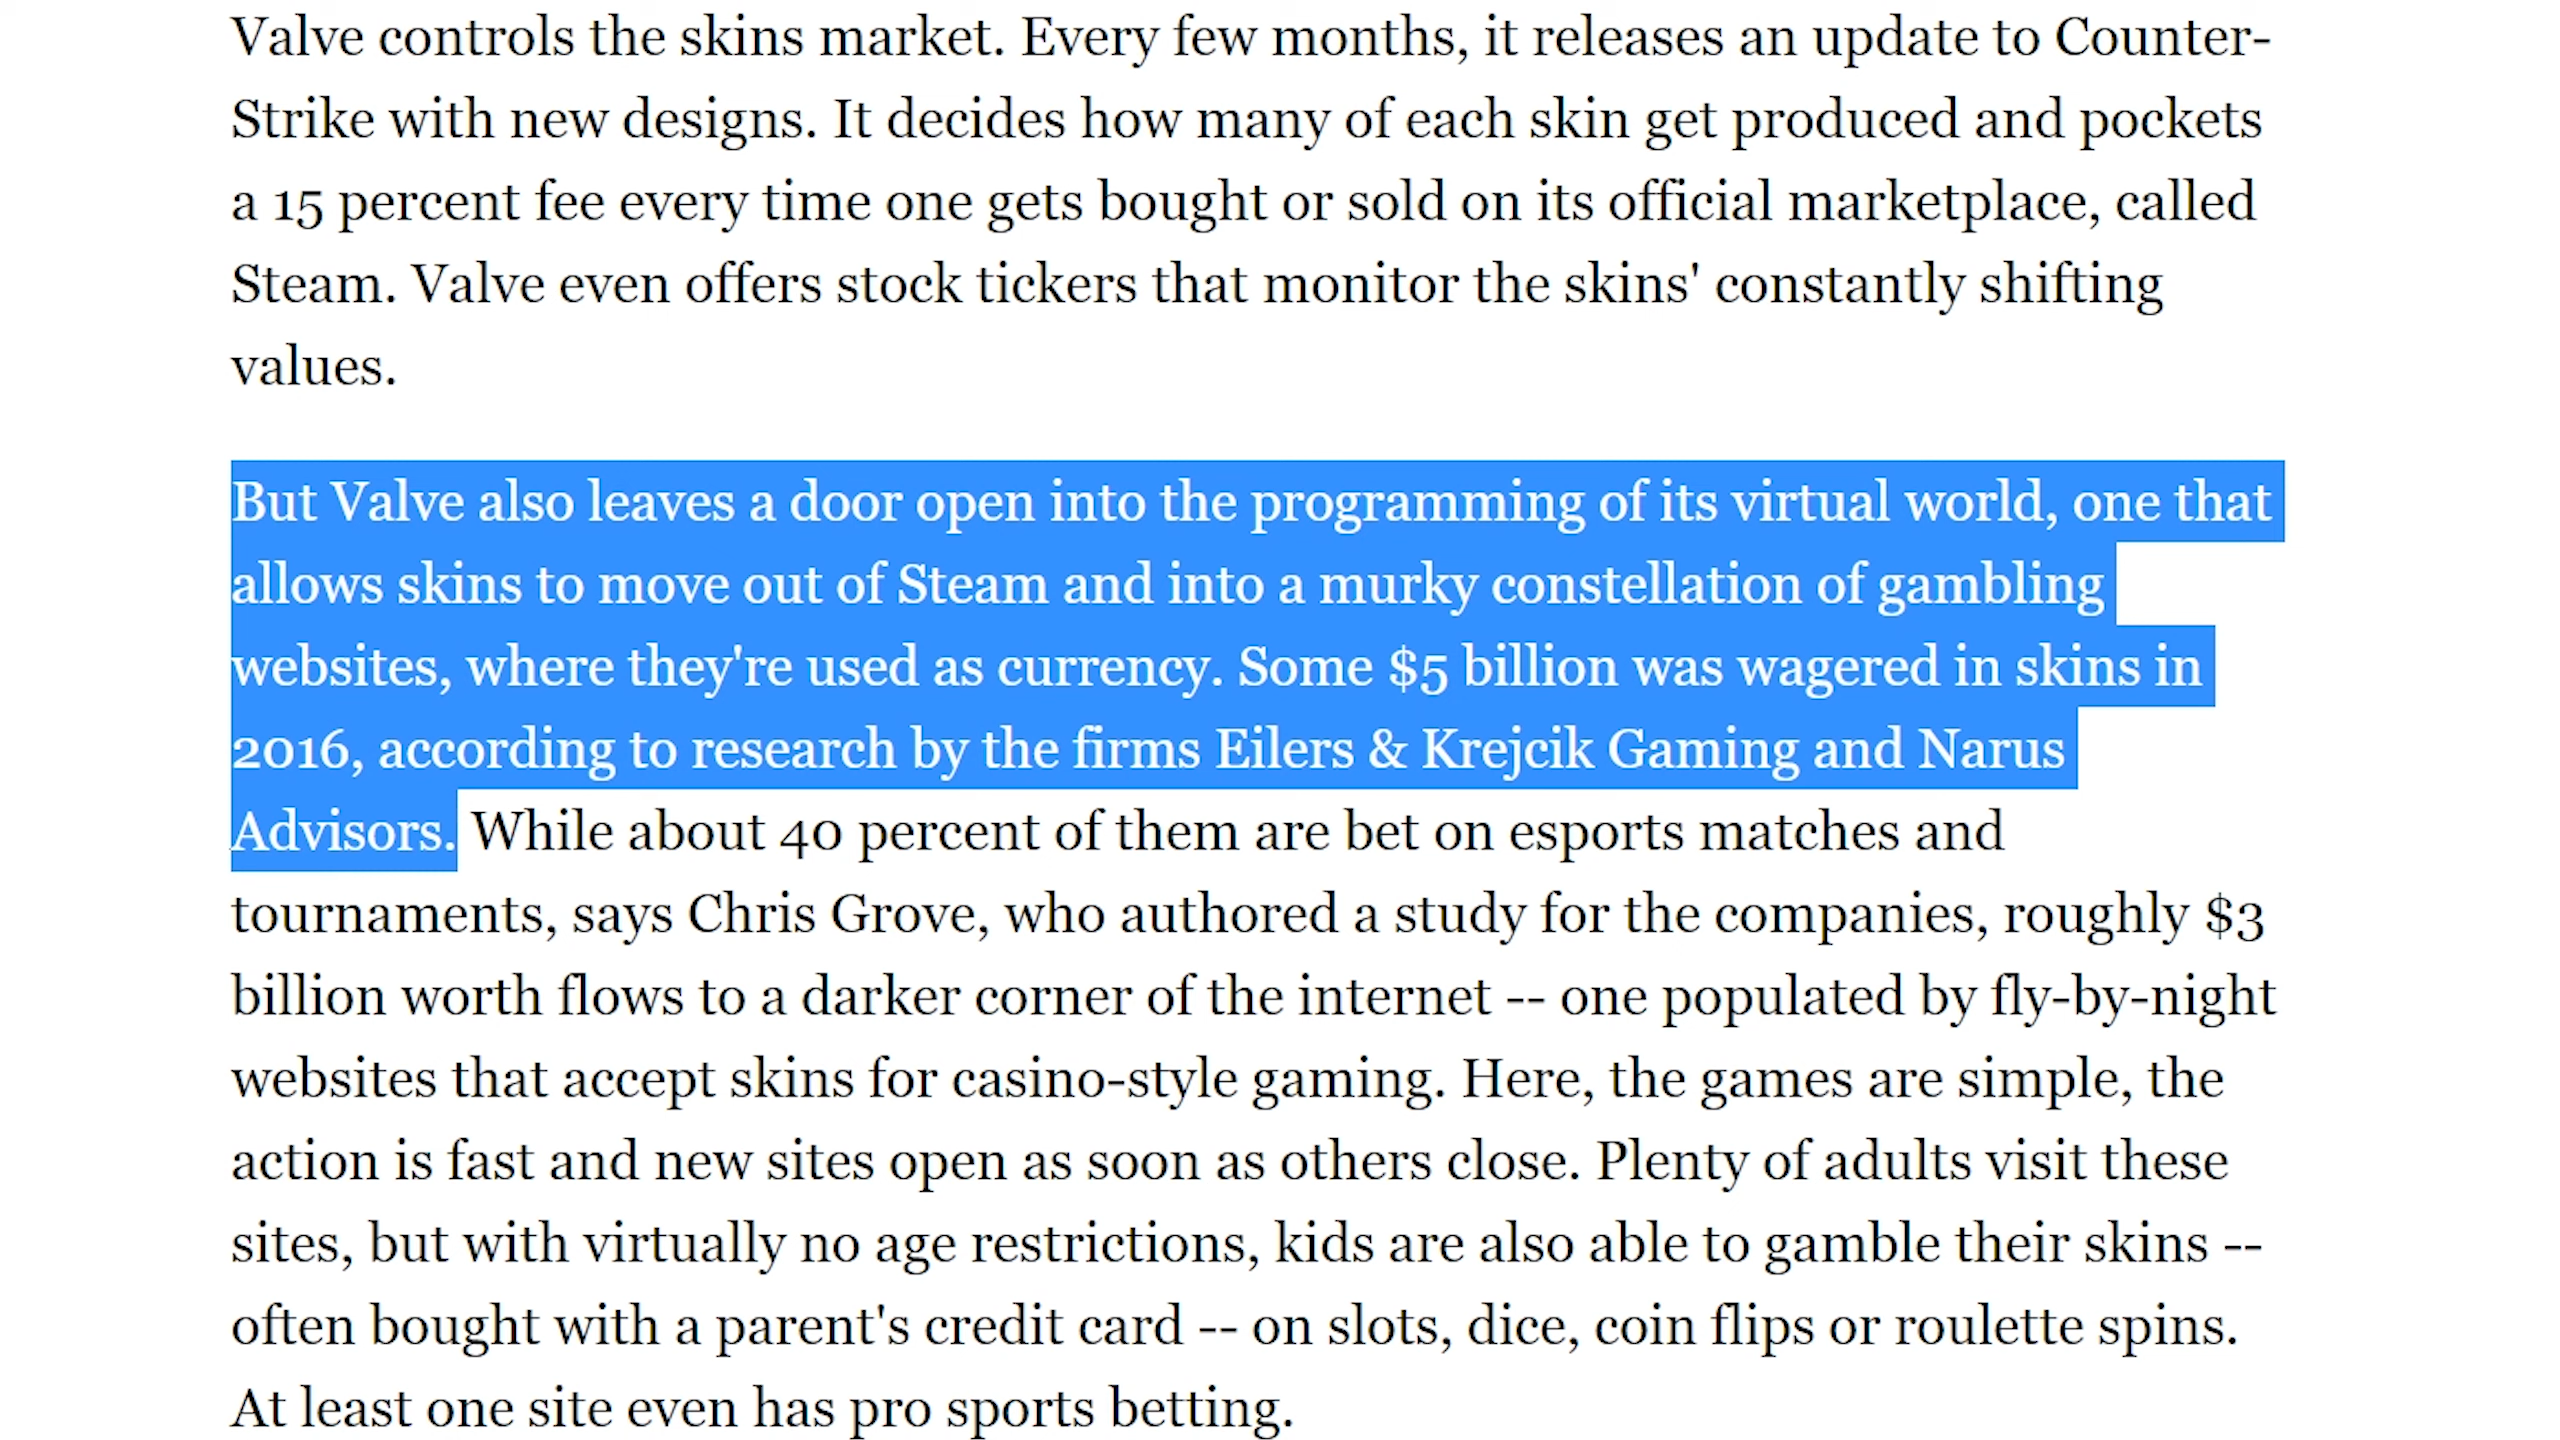 Valve controls the skins market. Every few months, it releases an update to Counter-
Strike with new designs. It decides how many of each skin get produced and pockets
a 15 percent fee every time one gets bought or sold on its official marketplace, called
Steam. Valve even offers stock tickers that monitor the skins' constantly shifting
values.
But Valve also leaves a door open into the programming of its virtual world, one that
allows skins to move out of Steam and into a murky constellation of gambling
websites, where they're used as currency. Some $5 billion was wagered in skins in
2016, according to research by the firms Eilers & Krejcik Gaming and Narus
Advisors. While about 40 percent of them are bet on esports matches and
tournaments, says Chris Grove, who authored a study for the companies, roughly $3
billion worth flows to a darker corner of the internet -- one populated by fly-by-night
websites that accept skins for casino-style gaming. Here, the games are simple, the
action is fast and new sites open as soon as others close. Plenty of adults visit these
sites, but with virtually no age restrictions, kids are also able to gamble their skins --
often bought with a parent's credit card -- on slots, dice, coin flips or roulette spins.
At least one site even has pro sports betting.